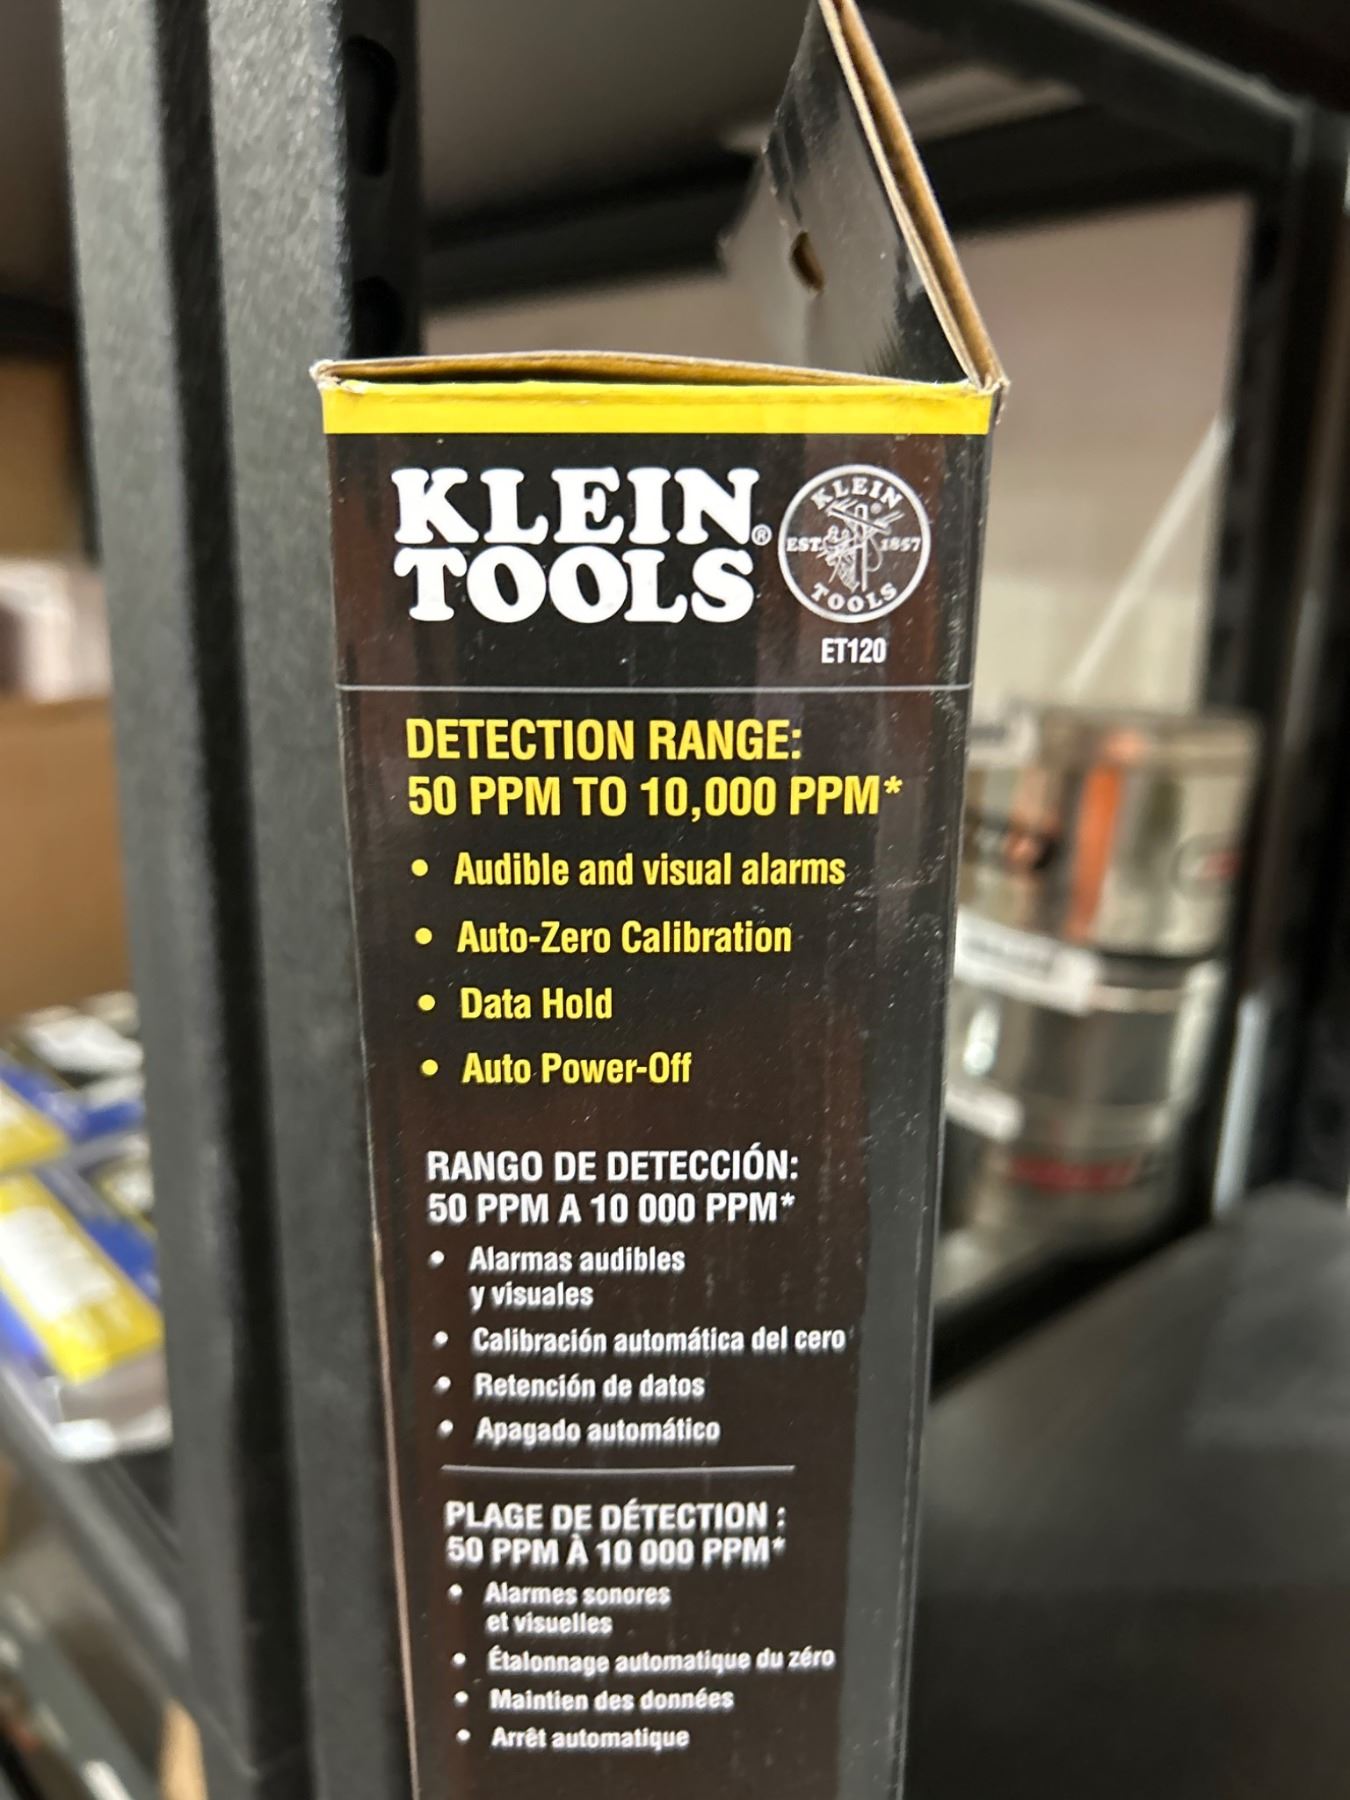 KLEIN
TOOLS®
KLEIN
EST. 1857
TOOLS
ET120
DETECTION RANGE:
50 PPM TO 10,000 PPM*
• Audible and visual alarms
• Auto-Zero Calibration
• Data Hold
• Auto Power-Off
RANGO DE DETECCIÓN:
50 PPM A 10 000 PPM*
• Alarmas audibles
y visuales
• Calibración automática del cero
• Retención de datos
• Apagado automático
PLAGE DE DÉTECTION :
50 PPM À 10 000 PPM*
• Alarmes sonores
et visuelles
• Étalonnage automatique du zéro
• Maintien des données
• Arrêt automatique